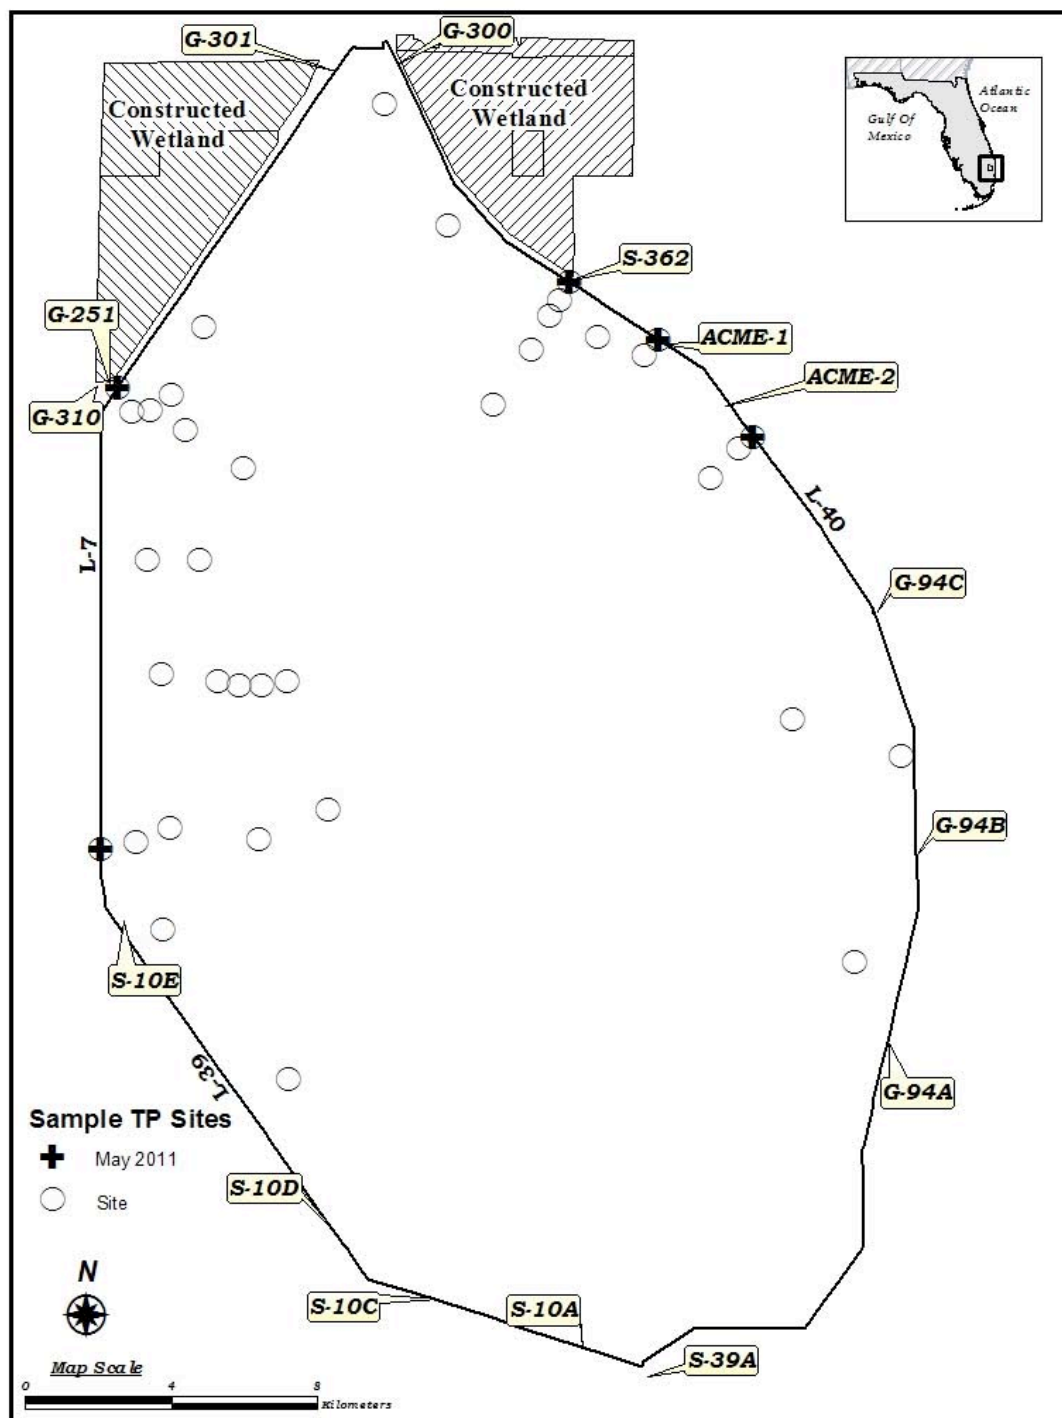 G-301
G-300
Constructed
Wetland
Constructed
Wetland
Atlantic
Ocean
Gulf Of
Mexico
S-362
G-251
ACME-1
ACME-2
G-310
L-40
L-7
G-94C
G-94B
S-10E
L-39
G-94A
Sample TP Sites
May 2011
Site
S-10D
N
S-10C
S-10A
S-39A
Map Scale
0 4 8
Kilometers